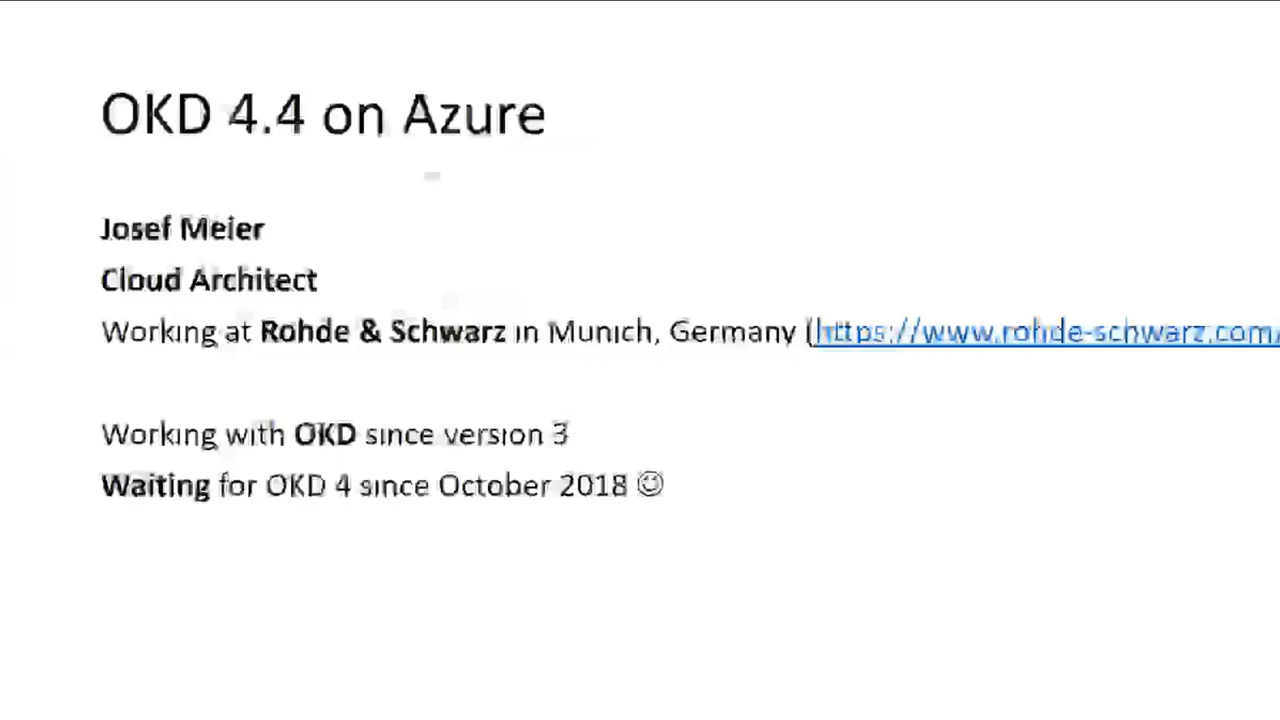 OKD 4.4 on Azure
Josef Meier
Cloud Architect
Working at Rohde & Schwarz in Munich, Germany (https://www.rohde-schwarz.com/
Working with OKD since version 3
Waiting for OKD 4 since October 2018 ☺